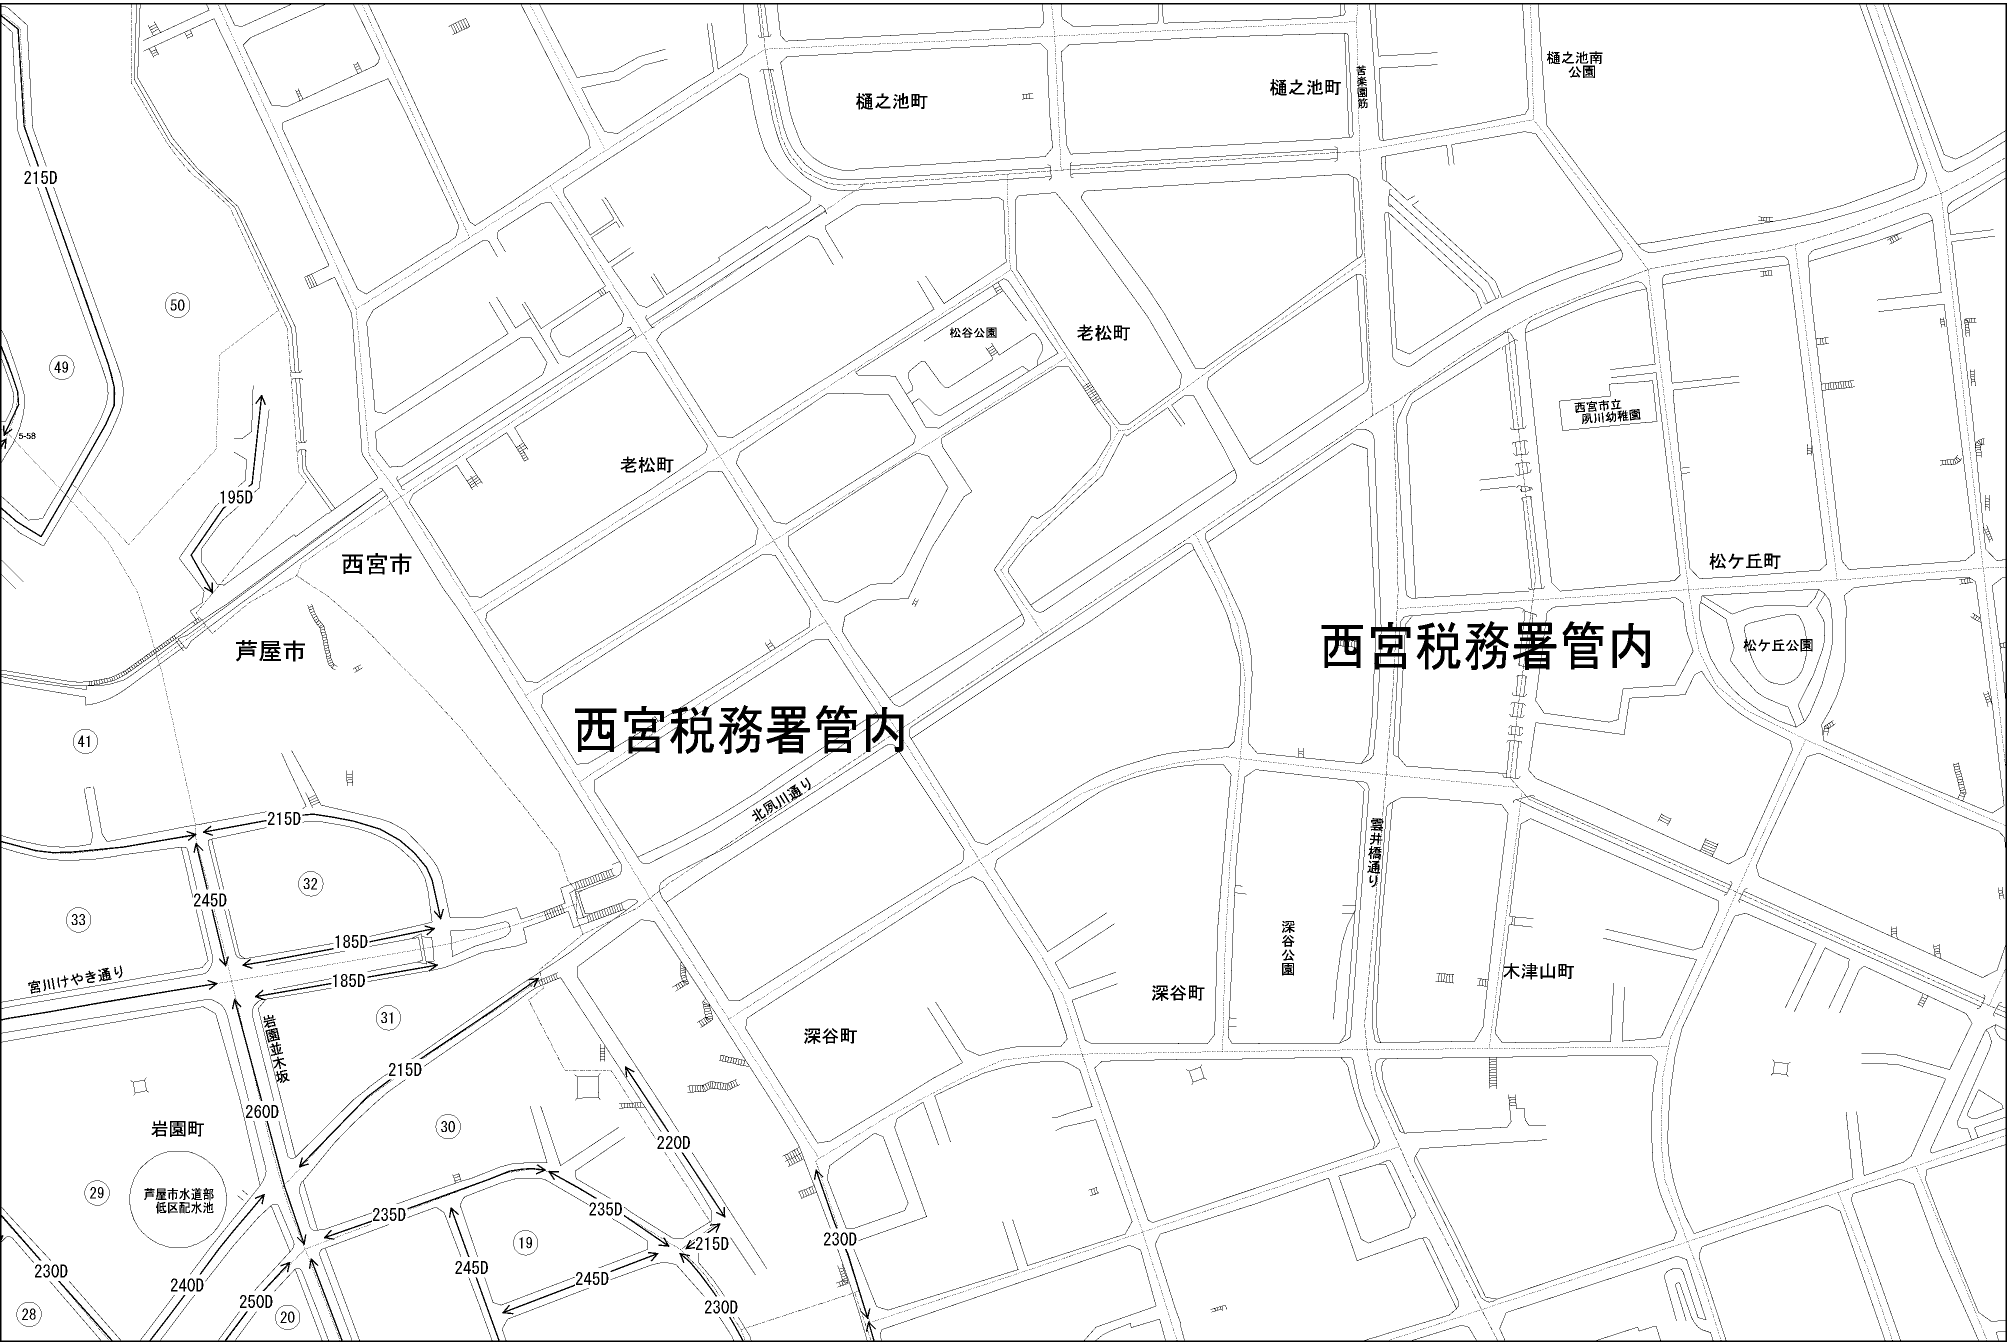 樋之池南
公園
樋之池町
樋之池町
苦楽園筋
215D
50
49
5-58
195D
松谷公園
老松町
老松町
西宮市立
夙川幼稚園
西宮市
芦屋市
松ケ丘町
松ケ丘公園
西宮税務署管内
西宮税務署管内
41
北夙川通り
雲井橋通り
215D
32
245D
33
185D
185D
宮川けやき通り
深谷公園
深谷町
木津山町
深谷町
31
岩園並木坂
215D
260D
岩園町
30
220D
29
芦屋市水道部
低区配水池
235D
235D
19
215D
230D
230D
240D
250D
20
245D
245D
230D
28